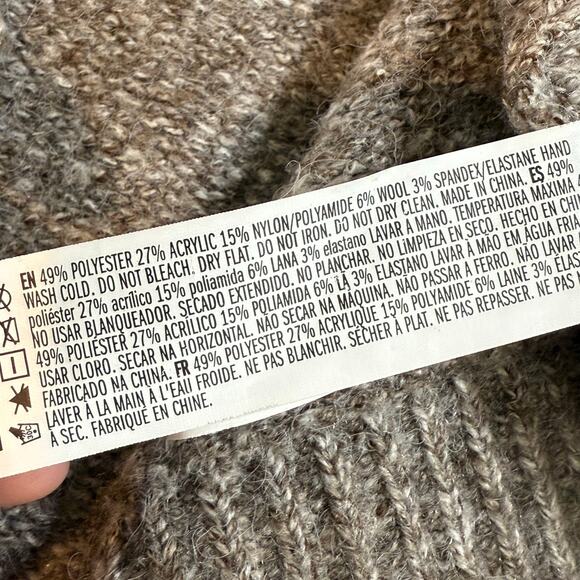 EN 49% POLYESTER 27% ACRYLIC 15% NYLON/POLYAMIDE 6% WOOL 3% SPANDEX/ELASTANE HAND
WASH COLD. DO NOT BLEACH. DRY FLAT. DO NOT IRON. DO NOT DRY CLEAN. MADE IN CHINA. ES 49%
poliéster 27% acrílico 15% poliamida 6% LANA 3% elastano LAVAR A MANO. TEMPERATURA MÁXIMA
NO USAR BLANQUEADOR. SECADO EXTENDIDO. NO PLANCHAR. NO LIMPIEZA EN SECO. HECHO EN
49% POLIÉSTER 27% ACRÍLICO 15% POLIAMIDA 6% LÃ 3% ELASTANO LAVAR À MÃO EM ÁGUA FRIA
USAR CLORO. SECAR NA HORIZONTAL. NÃO SECAR NA MÁQUINA. NÃO PASSAR A FERRO. NÃO LAVAR
FABRICADO NA CHINA. FR 49% POLYESTER 27% ACRYLIQUE 15% POLYAMIDE 6% LAINE 3%
LAVER À LA MAIN À L'EAU FROIDE. NE PAS BLANCHIR. SÉCHER À PLAT. NE PAS REPASSER. NE PAS
À SEC. FABRIQUÉ EN CHINE.